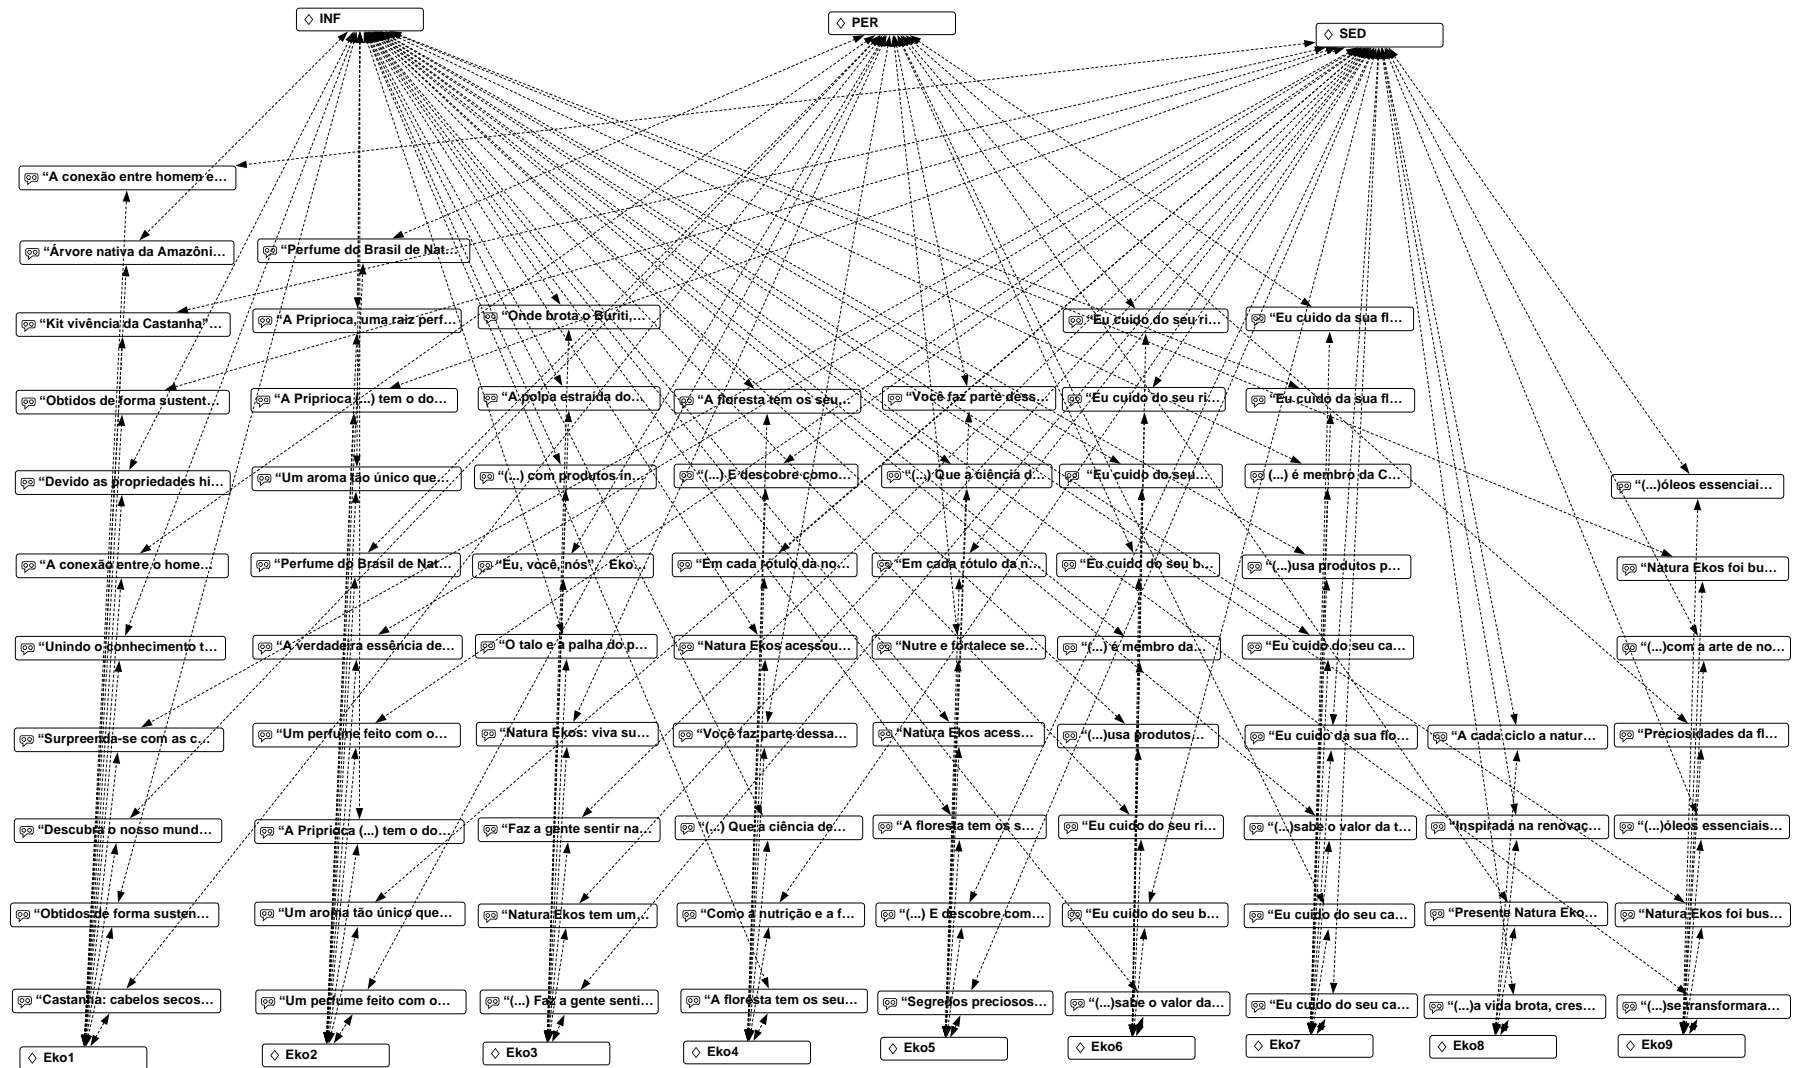 INF
PER
SED
“A conexão entre homem e…
“Árvore nativa da Amazôni…
“Perfume do Brasil de Nat…
“Kit vivência da Castanha”…
“A Priprioca, uma raiz perf…
“Onde brota o Buriti,…
“Eu cuido do seu ri…
“Eu cuido da sua fl…
“Obtidos de forma sustent…
“A Priprioca (...) tem o do…
“A polpa estraída do…
“A floresta tem os seu…
“Você faz parte dess…
“Eu cuido do seu ri…
“Eu cuida da sua fl…
“Devido as propriedades hi…
“Um aroma tão único que…
“(...) com produtos in…
“(...) E descobre como…
“(...) Que a ciência d…
“Eu cuido do seu…
(...) é membro da C…
“(...)óleos essenciai…
“A conexão entre o home…
“Perfume do Brasil de Nat…
“Eu, você, nós” _ Eko…
“Em cada rótulo da no…
“Em cada rótulo da n…
“Eu cuido do seu b…
“(...)usa produtos p…
“Natura Ekos foi bu…
“Unindo o conhecimento t…
“A verdadeira essência de…
“O talo e a palha do p…
“Natura Ekos acessou…
“Nutre e fortalece se…
“(...) é membro da…
“Eu cuido do seu ca…
“(...)com a arte de no…
“Surpreenda-se com as c…
“Um perfume feito com o…
“Natura Ekos: viva su…
“Você faz parte dessa…
“Natura Ekos acess…
“(...)usa produtos…
“Eu cuido da sua flo…
“A cada ciclo a natur…
“Preciosidades da fl…
“Descubra o nosso mund…
“A Priprioca (...) tem o do…
“Faz a gente sentir na…
“(...) Que a ciência de…
“A floresta tem os s…
“Eu cuido do seu ri…
“(...)sabe o valor da t…
“Inspirada na renovaç…
“(...)óleos essenciais…
“Obtidos de forma susten…
“Um aroma tão único que…
“Natura Ekos tem um…
“Como a nutrição e a f…
“(...) E descobre com…
“Eu cuido do seu b…
“Eu cuido do seu ca…
“Presente Natura Eko…
“Natura Ekos foi bus…
“Castanha: cabelos secos…
“Um perfume feito com o…
“(...) Faz a gente senti…
“A floresta tem os seu…
“Segredos preciosos…
“(...)sabe o valor da…
“Eu cuido do seu ca…
“(...)a vida brota, cres…
“(...)se transformara…
Eko1
Eko2
Eko3
Eko4
Eko5
Eko6
Eko7
Eko8
Eko9